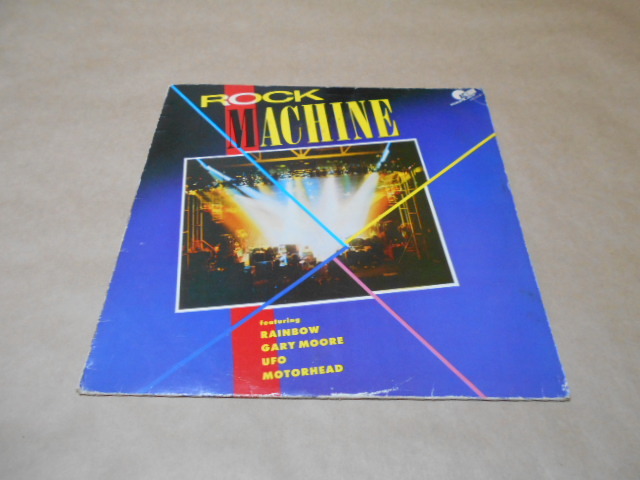 ROCK
MACHINE
featuring
RAINBOW
GARY MOORE
UFO
MOTORHEAD